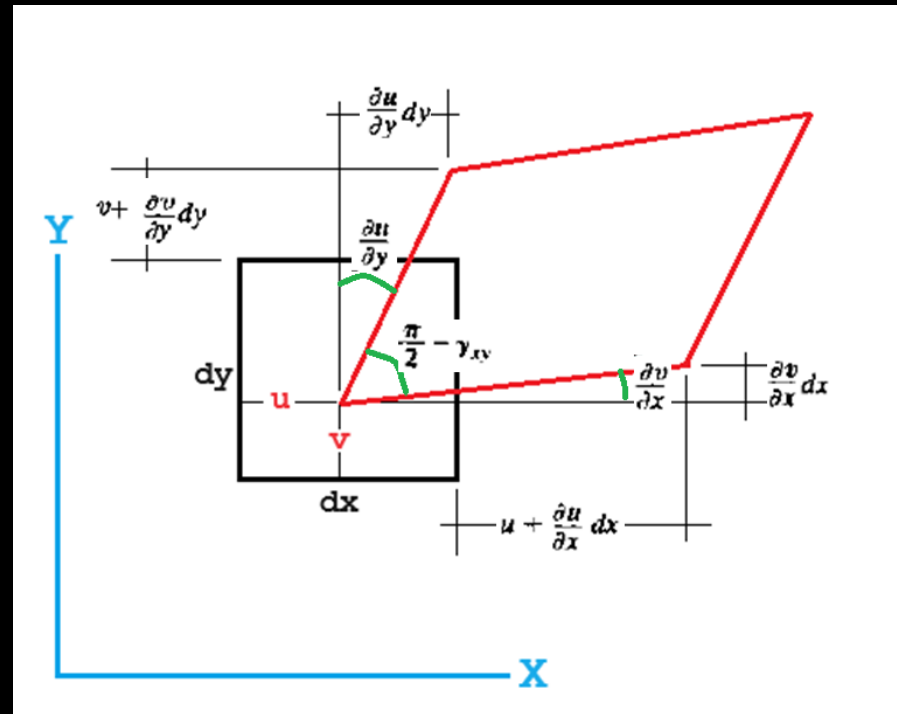 ∂u/∂y dy
v+ ∂v/∂y dy
Y
∂u/∂y
π/2 − γxy
dy
u
∂v/∂x
∂v/∂x dx
v
dx
u + ∂u/∂x dx
X